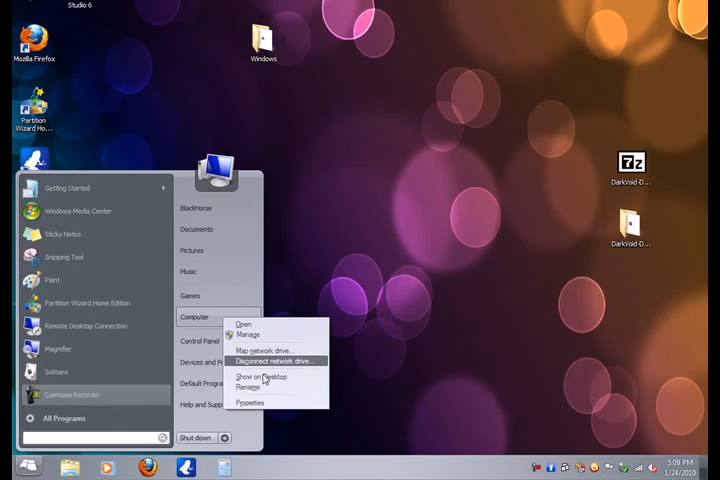 Studio 6
Mozilla Firefox
Windows
Partition
Wizard Ho...
7z
DarkVoid-D...
DarkVoid-D...
Getting Started
Windows Media Center
Sticky Notes
Snipping Tool
Paint
Partition Wizard Home Edition
Remote Desktop Connection
Magnifier
Solitaire
Camtasia Recorder
All Programs
BlackHorse
Documents
Pictures
Music
Games
Computer
Control Panel
Devices and Pr
Default Progra
Help and Supp
Shut down
Open
Manage
Map network drive...
Disconnect network drive...
Show on Desktop
Rename
Properties
5:09 PM
1/24/2010